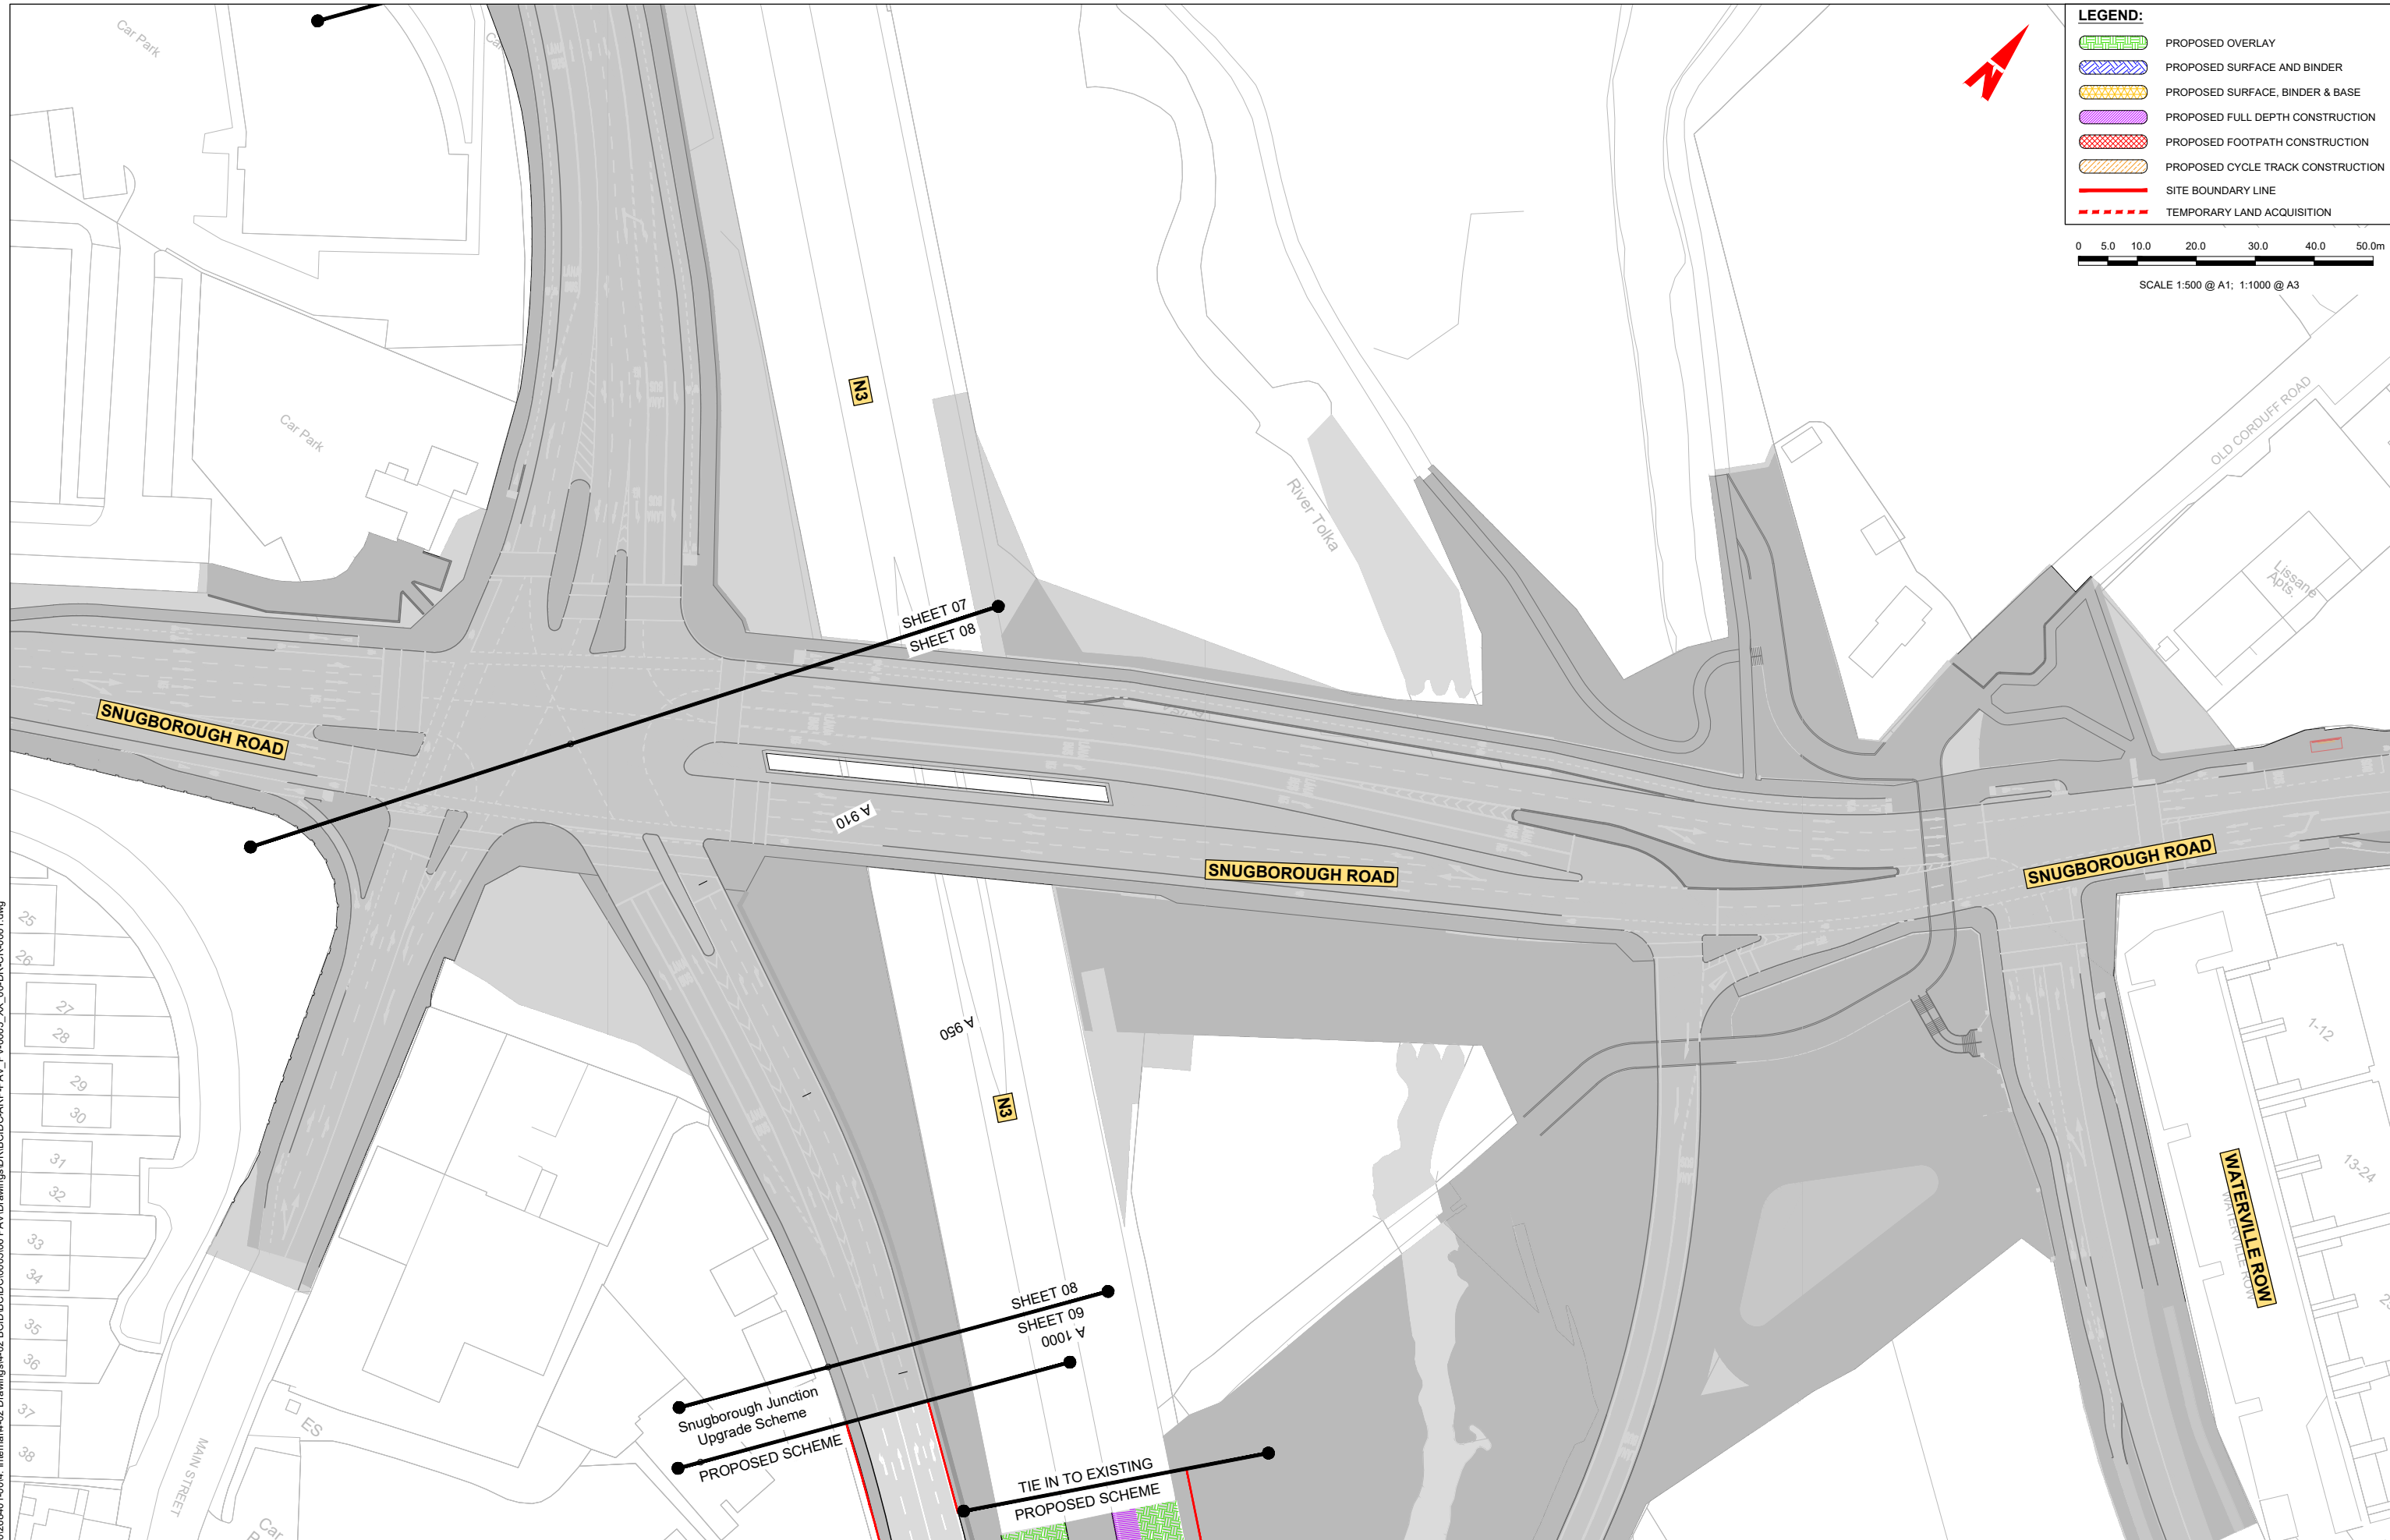 LEGEND:
PROPOSED OVERLAY
PROPOSED SURFACE AND BINDER
PROPOSED SURFACE, BINDER & BASE
PROPOSED FULL DEPTH CONSTRUCTION
PROPOSED FOOTPATH CONSTRUCTION
PROPOSED CYCLE TRACK CONSTRUCTION
SITE BOUNDARY LINE
TEMPORARY LAND ACQUISITION
0 5.0 10.0 20.0 30.0 40.0 50.0m
SCALE 1:500 @ A1; 1:1000 @ A3
Car Park
Car Park
N3
River Tolka
OLD CORDUFF ROAD
Lissane
Apts.
SHEET 07
SHEET 08
SNUGBOROUGH ROAD
A 910
SNUGBOROUGH ROAD
SNUGBOROUGH ROAD
25
26
27
28
29
30
31
32
33
34
35
36
37
38
A 950
N3
1-12
13-24
WATERVILLE ROW
WATERVILLE ROW
SHEET 08
SHEET 09
A 1000
Snugborough Junction
Upgrade Scheme
PROPOSED SCHEME
TIE IN TO EXISTING
PROPOSED SCHEME
ES
MAIN STREET